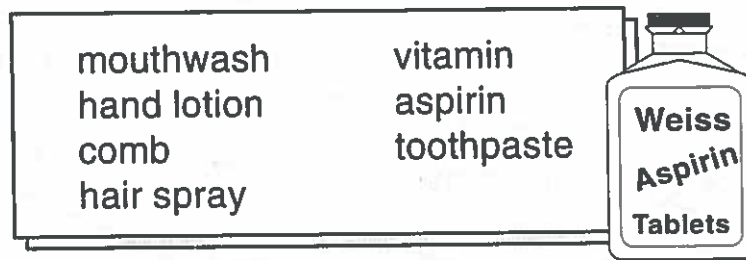 mouthwash
hand lotion
comb
hair spray
vitamin
aspirin
toothpaste
Weiss
Aspirin
Tablets